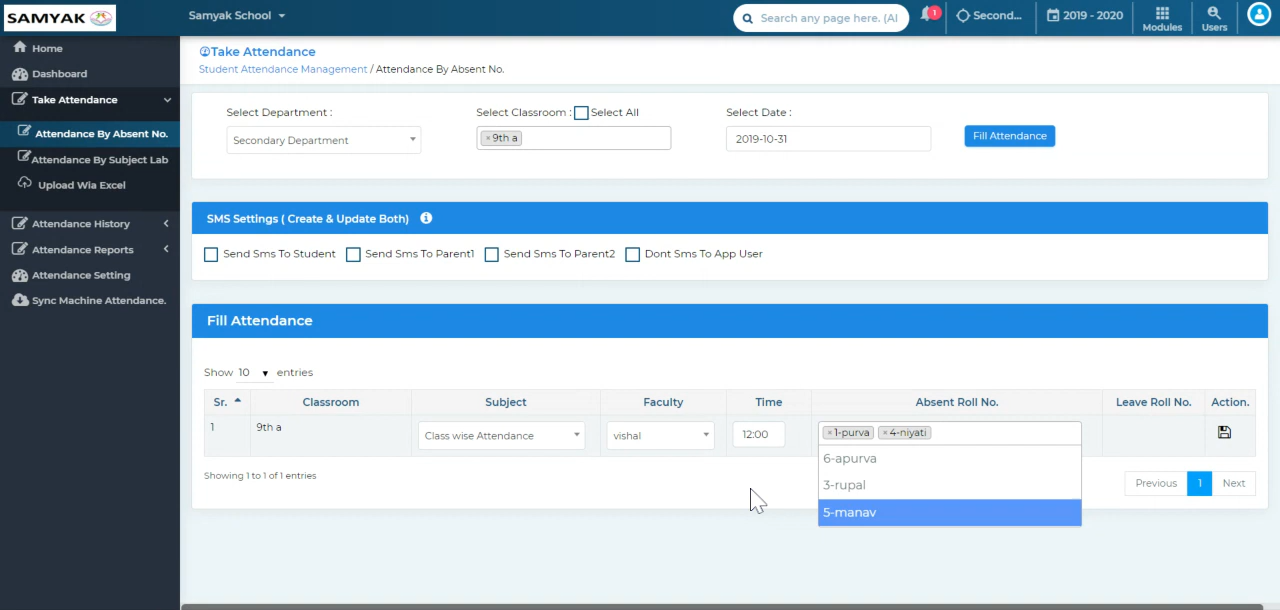 SAMYAK
Samyak School
Search any page here. (Al
1
Second...
2019 - 2020
Modules
Users
Home
Dashboard
Take Attendance
Attendance By Absent No.
Attendance By Subject Lab
Upload Wia Excel
Attendance History
Attendance Reports
Attendance Setting
Sync Machine Attendance.
Take Attendance
Student Attendance Management / Attendance By Absent No.
Select Department :
Select Classroom : Select All
Select Date :
Secondary Department
×9th a
2019-10-31
Fill Attendance
SMS Settings ( Create & Update Both)
Send Sms To Student
Send Sms To Parent1
Send Sms To Parent2
Dont Sms To App User
Fill Attendance
Show 10 entries
Sr. Classroom Subject Faculty Time Absent Roll No. Leave Roll No. Action.
1 9th a Class wise Attendance vishal 12:00 ×1-purva ×4-niyati
6-apurva
3-rupal
5-manav
Showing 1 to 1 of 1 entries
Previous 1 Next